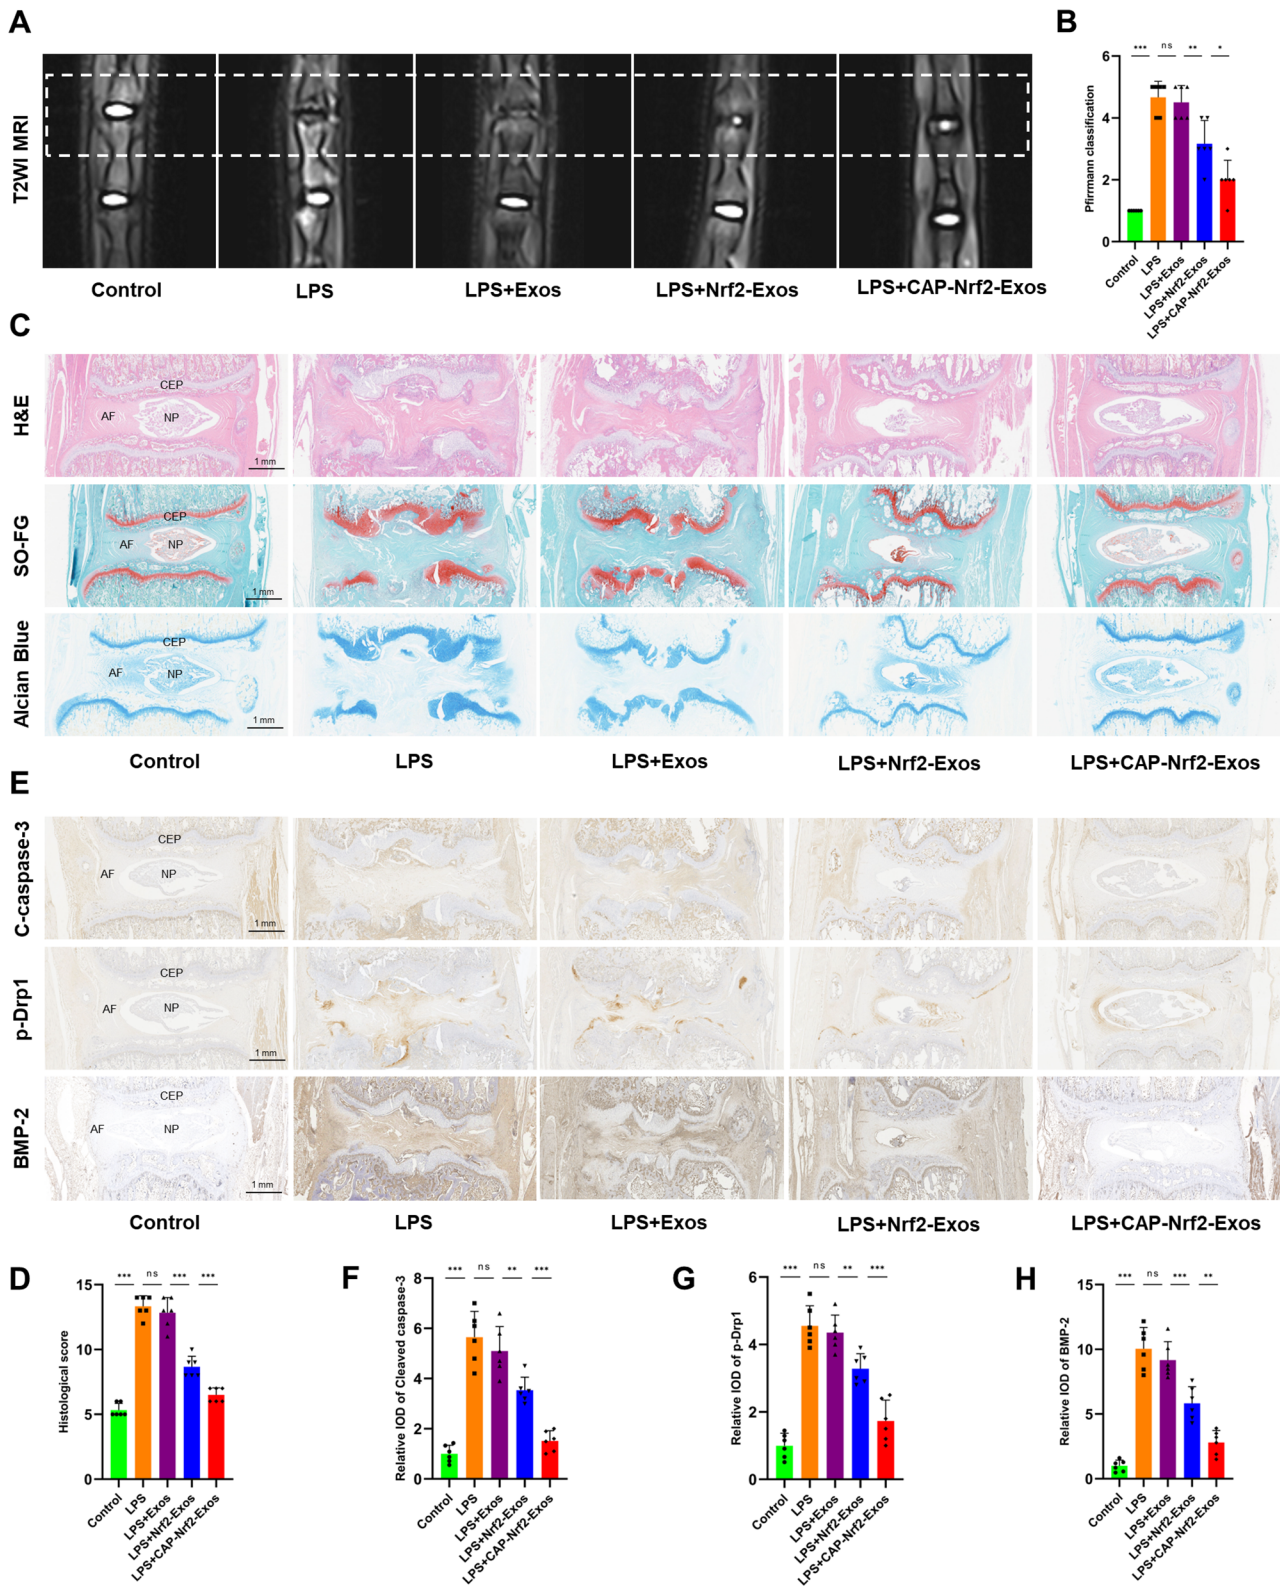 A
T2WI MRI
Control
LPS
LPS+Exos
LPS+Nrf2-Exos
LPS+CAP-Nrf2-Exos
B
*** ns ** *
Pfirrmann classification
6
4
2
0
Control
LPS
LPS+Exos
LPS+Nrf2-Exos
LPS+CAP-Nrf2-Exos
C
H&E
CEP
AF
NP
1 mm
SO-FG
CEP
AF
NP
1 mm
Alcian Blue
CEP
AF
NP
1 mm
Control
LPS
LPS+Exos
LPS+Nrf2-Exos
LPS+CAP-Nrf2-Exos
E
C-caspase-3
CEP
AF
NP
1 mm
p-Drp1
CEP
AF
NP
1 mm
BMP-2
CEP
AF
NP
1 mm
Control
LPS
LPS+Exos
LPS+Nrf2-Exos
LPS+CAP-Nrf2-Exos
D
*** ns *** ***
Histological score
15
10
5
0
Control
LPS
LPS+Exos
LPS+Nrf2-Exos
LPS+CAP-Nrf2-Exos
F
*** ns ** ***
Relative IOD of Cleaved caspase-3
8
6
4
2
0
Control
LPS
LPS+Exos
LPS+Nrf2-Exos
LPS+CAP-Nrf2-Exos
G
*** ns ** ***
Relative IOD of p-Drp1
6
4
2
0
Control
LPS
LPS+Exos
LPS+Nrf2-Exos
LPS+CAP-Nrf2-Exos
H
*** ns *** **
Relative IOD of BMP-2
15
10
5
0
Control
LPS
LPS+Exos
LPS+Nrf2-Exos
LPS+CAP-Nrf2-Exos